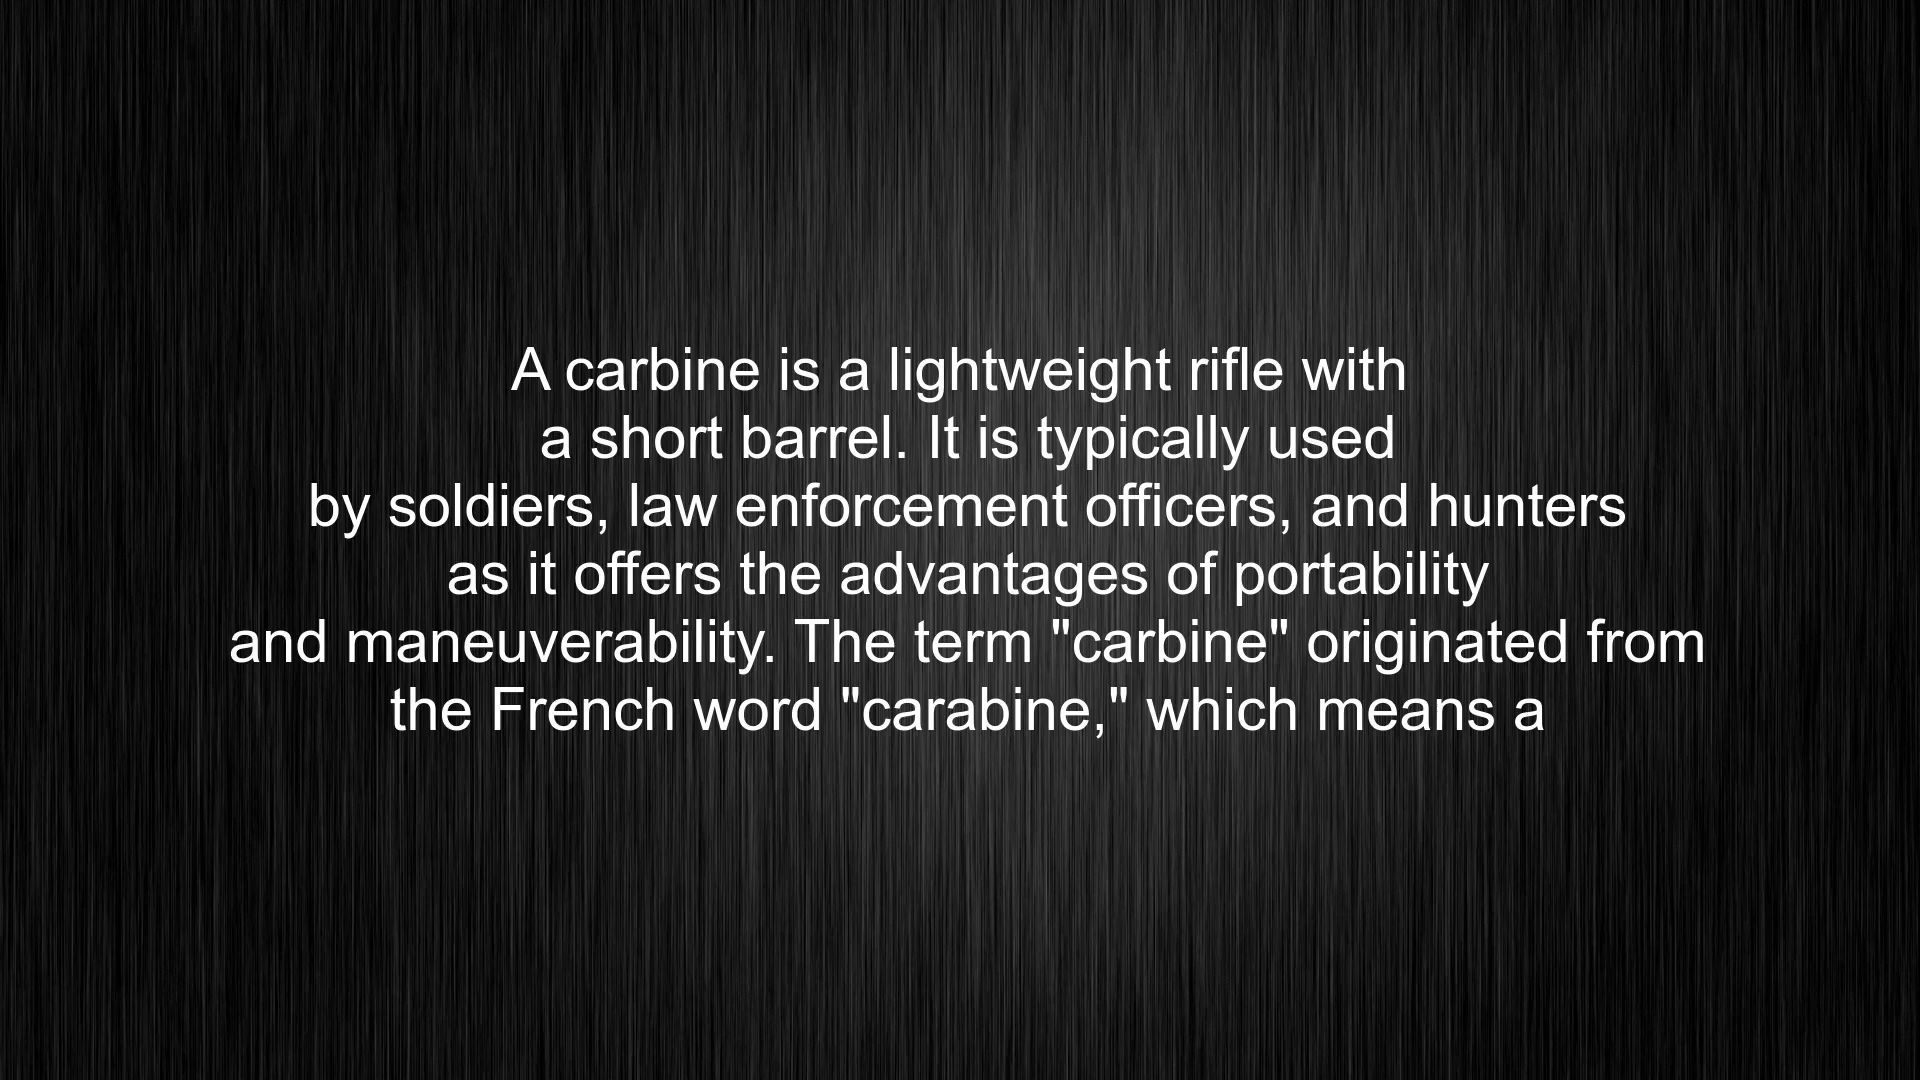 A carbine is a lightweight rifle with
a short barrel. It is typically used
by soldiers, law enforcement officers, and hunters
as it offers the advantages of portability
and maneuverability. The term "carbine" originated from
the French word "carabine," which means a